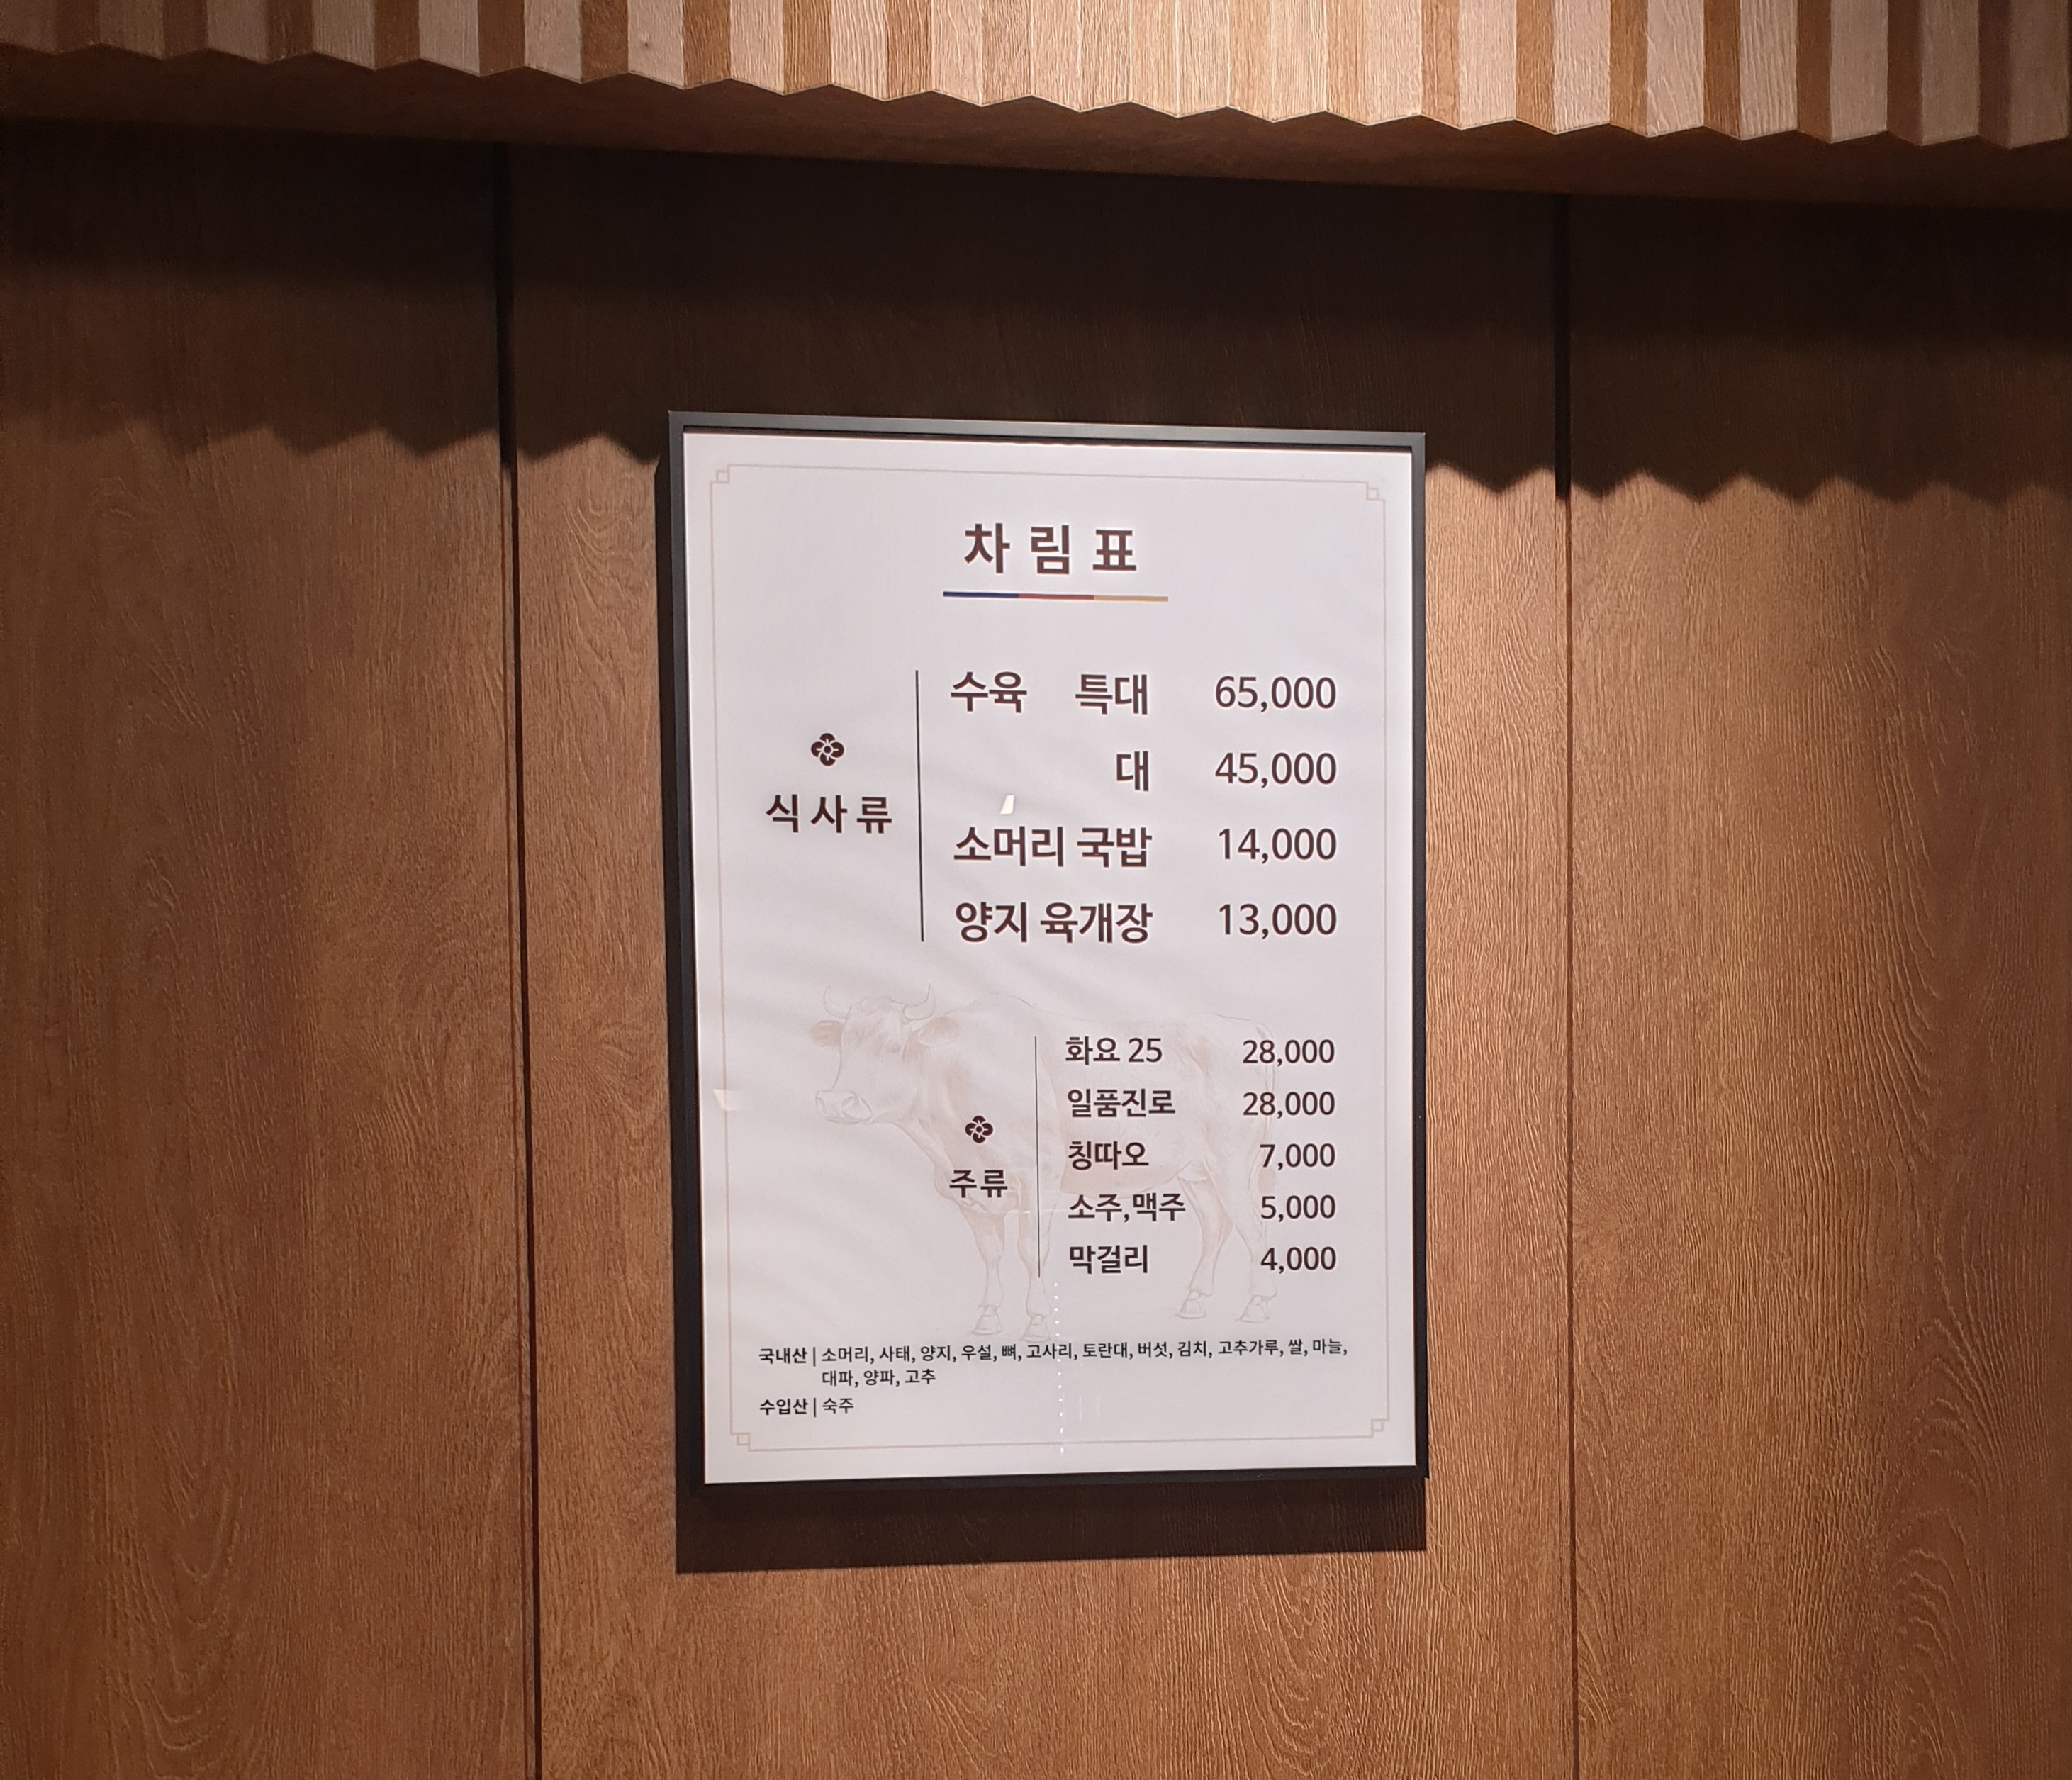 차림표
식사류
수육 특대 65,000
대 45,000
소머리 국밥 14,000
양지 육개장 13,000
주류
화요 25 28,000
일품진로 28,000
칭따오 7,000
소주,맥주 5,000
막걸리 4,000
국내산 | 소머리, 사태, 양지, 우설, 뼈, 고사리, 토란대, 버섯, 김치, 고추가루, 쌀, 마늘,
대파, 양파, 고추
수입산 | 숙주